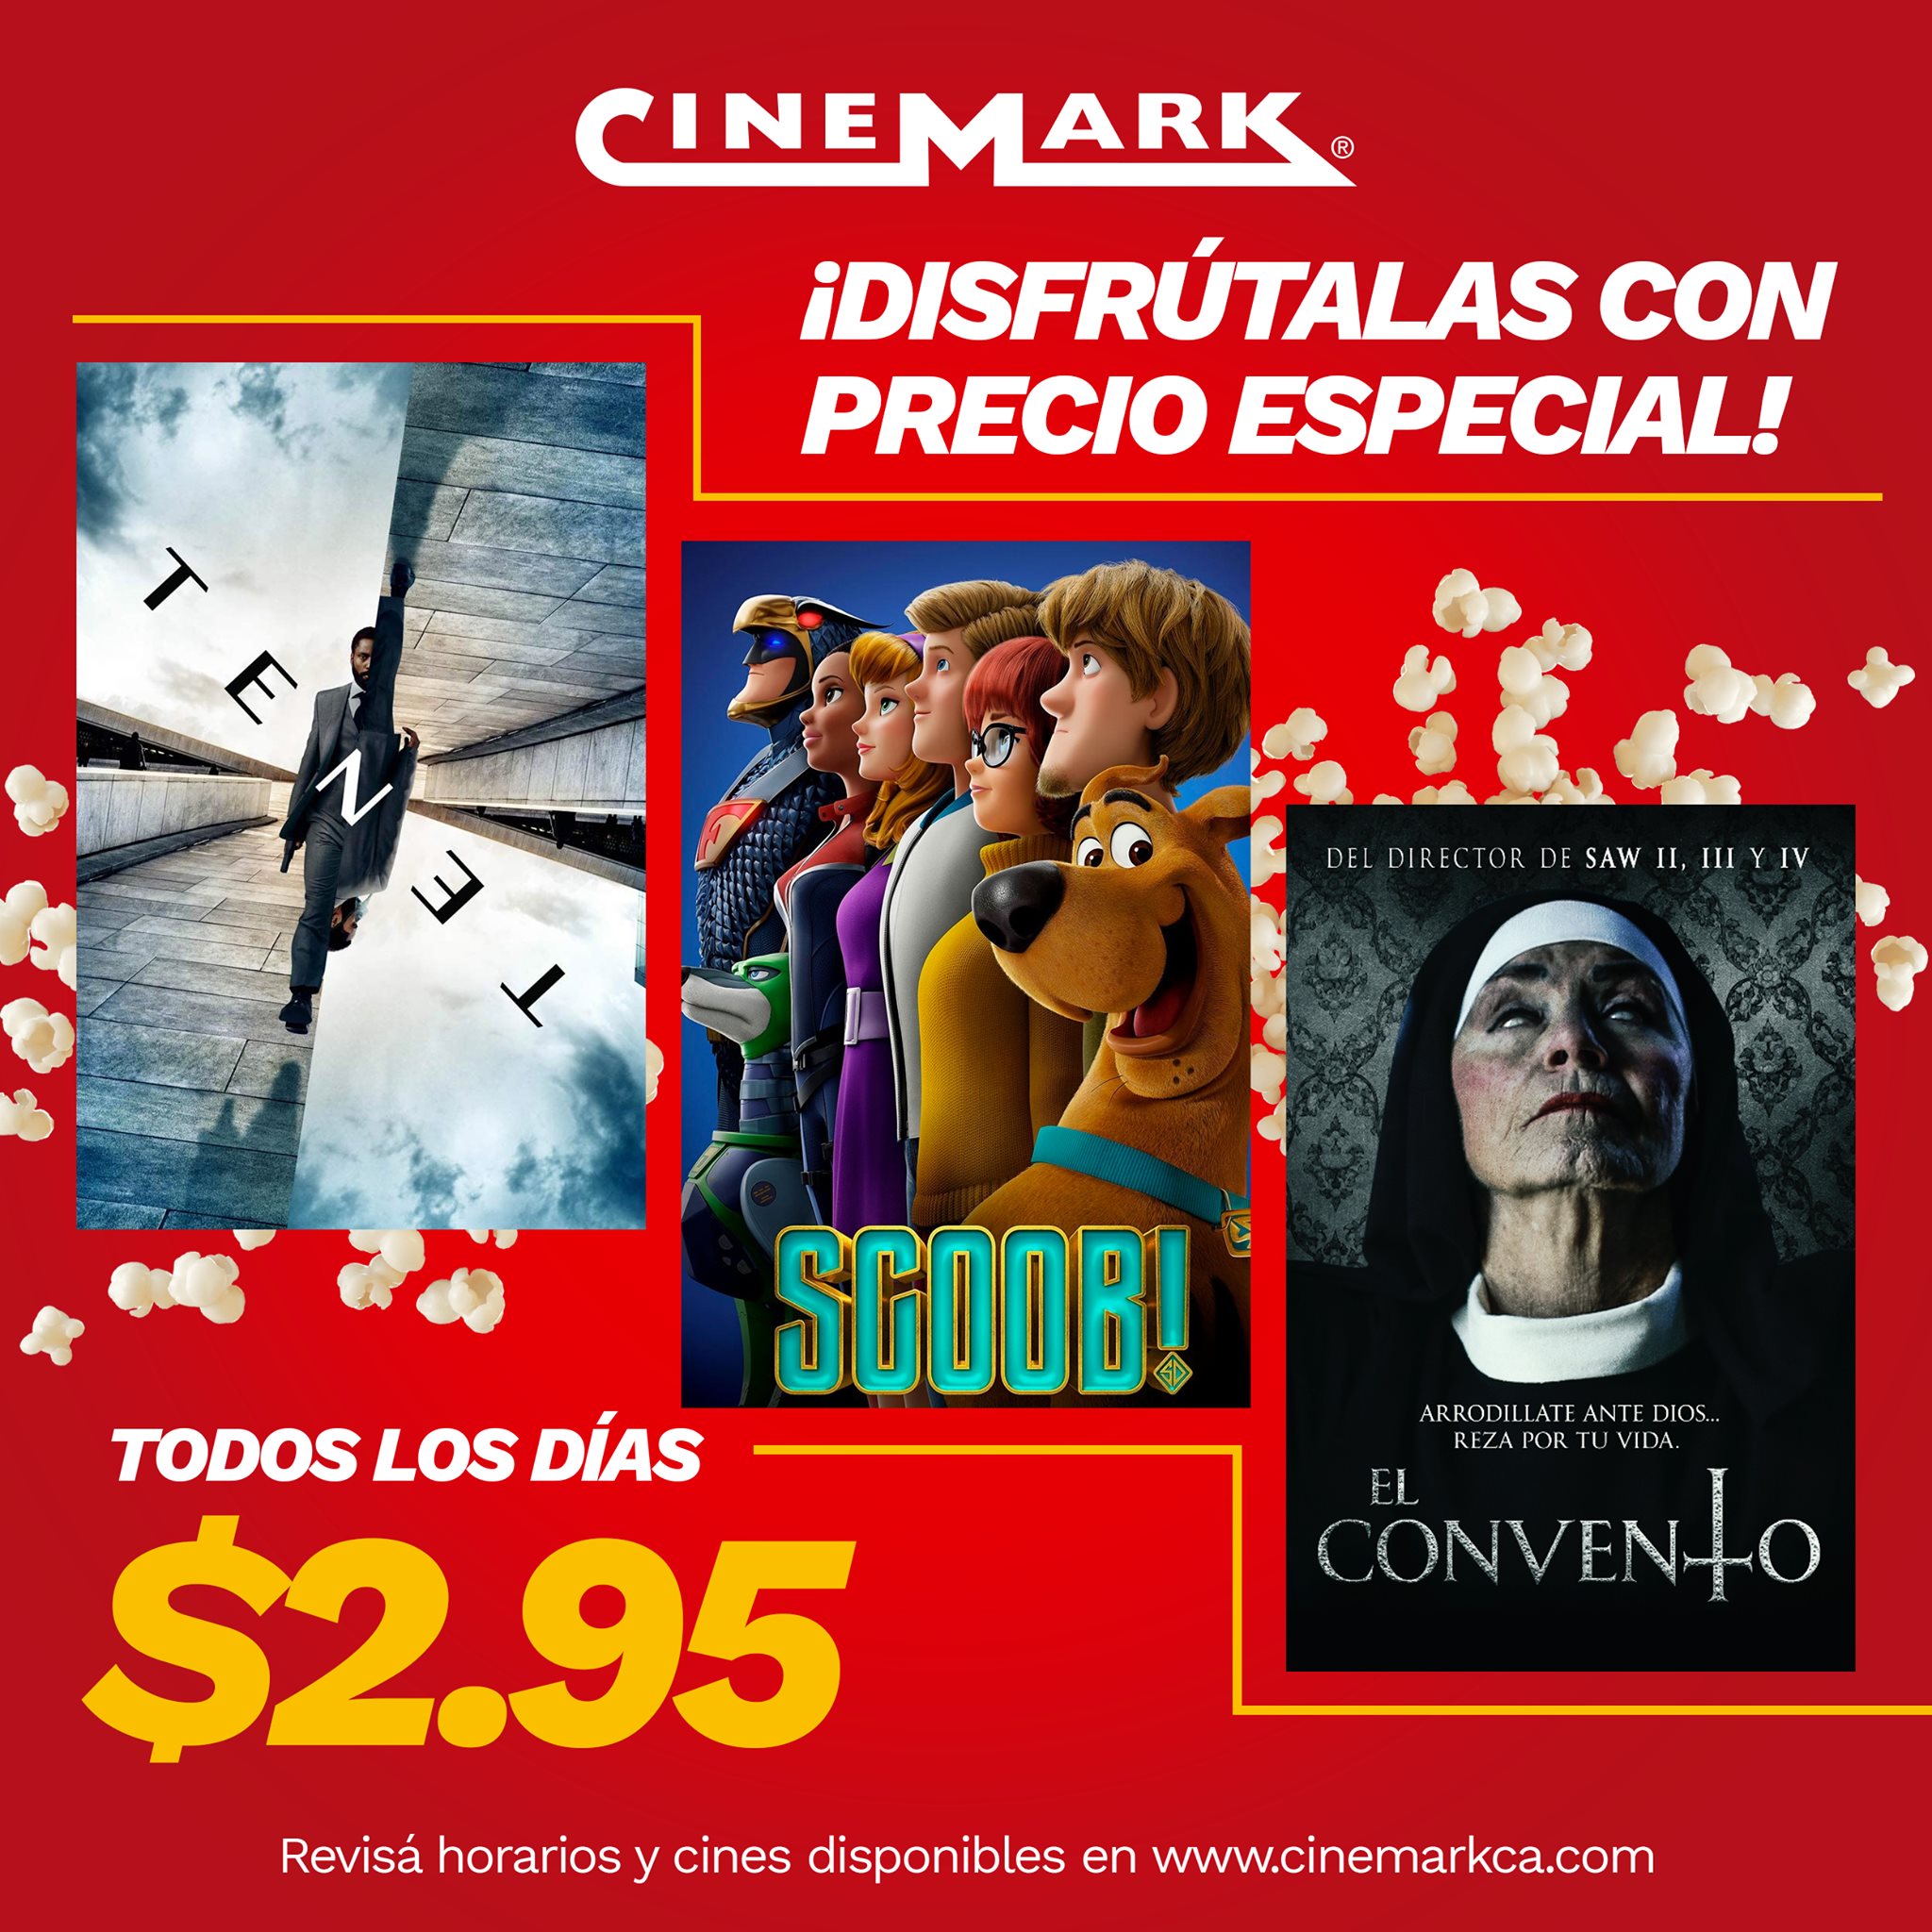 CINEMARK®
¡DISFRÚTALAS CON
PRECIO ESPECIAL!
TENET
SCOOB!
SD
DEL DIRECTOR DE SAW II, III Y IV
ARRODILLATE ANTE DIOS...
REZA POR TU VIDA.
EL
CONVENTO
TODOS LOS DÍAS
$2.95
Revisá horarios y cines disponibles en www.cinemarkca.com